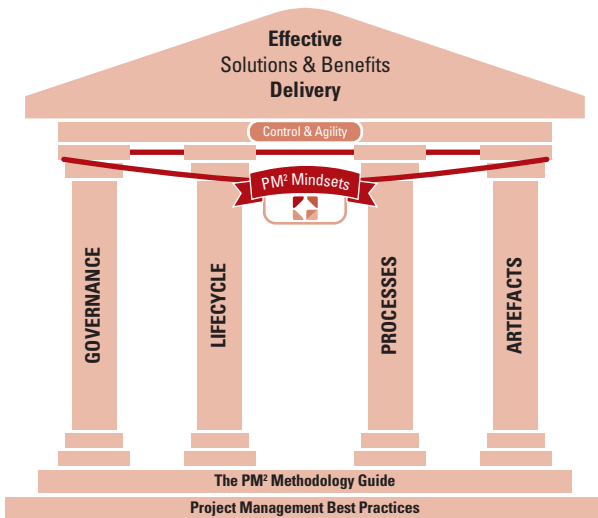 Effective
Solutions & Benefits
Delivery
Control & Agility
PM² Mindsets
GOVERNANCE
LIFECYCLE
PROCESSES
ARTEFACTS
The PM² Methodology Guide
Project Management Best Practices